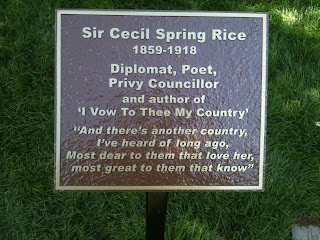 Sir Cecil Spring Rice
1859-1918
Diplomat, Poet,
Privy Councillor
and author of
'I Vow To Thee My Country'
"And there's another country,
I've heard of long ago,
Most dear to them that love her,
most great to them that know"